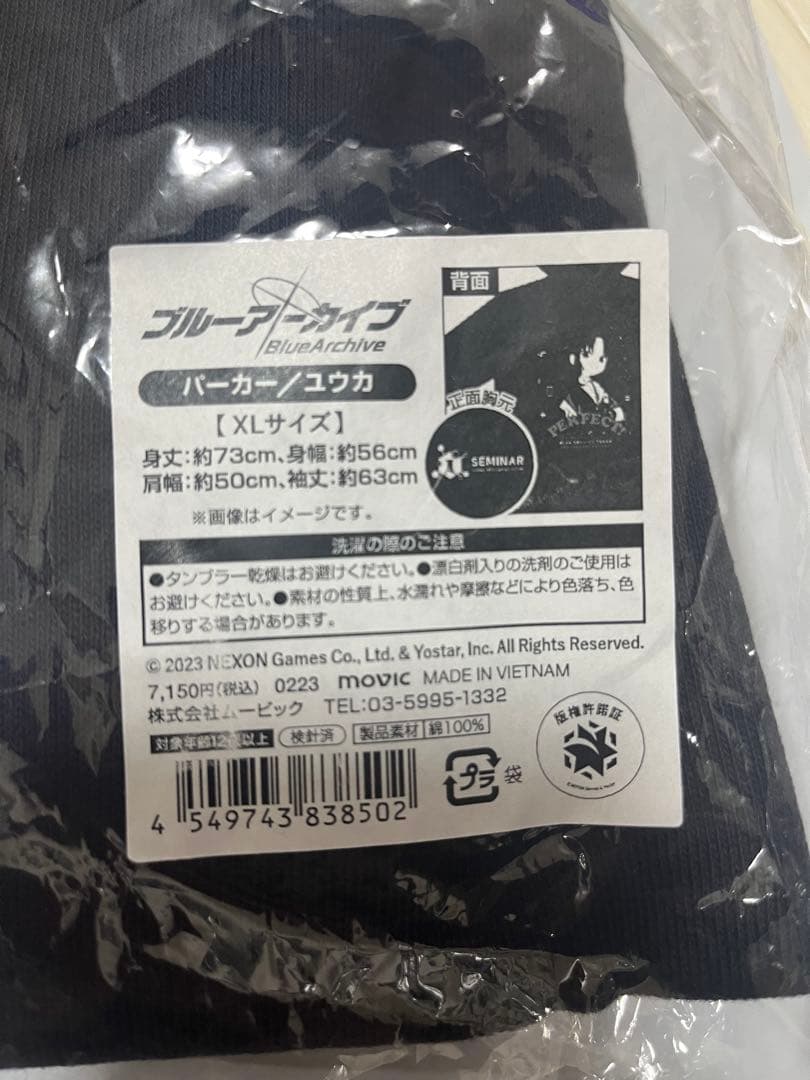 ブルーアーカイブ
BlueArchive
パーカー／ユウカ
【XLサイズ】
身丈：約73cm、身幅：約56cm
肩幅：約50cm、袖丈：約63cm
※画像はイメージです。
背面
正面胸元
SEMINAR
PERFECT!
洗濯の際のご注意
●タンブラー乾燥はお避けください。●漂白剤入りの洗剤のご使用は
お避けください。●素材の性質上、水濡れや摩擦などにより色落ち、色
移りする場合があります。
© 2023 NEXON Games Co., Ltd. & Yostar, Inc. All Rights Reserved.
7,150円(税込) 0223 movic MADE IN VIETNAM
株式会社ムービック TEL:03-5995-1332
対象年齢12歳以上 検針済 製品素材 綿100%
4 549743 838502
プラ 袋
版権許諾証